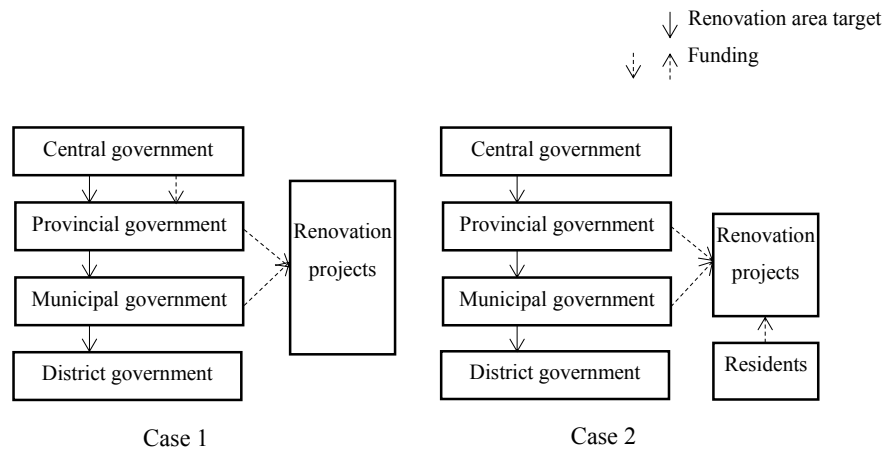 Renovation area target
Funding
Central government
Provincial government
Municipal government
District government
Renovation
projects
Case 1
Central government
Provincial government
Municipal government
District government
Renovation
projects
Residents
Case 2